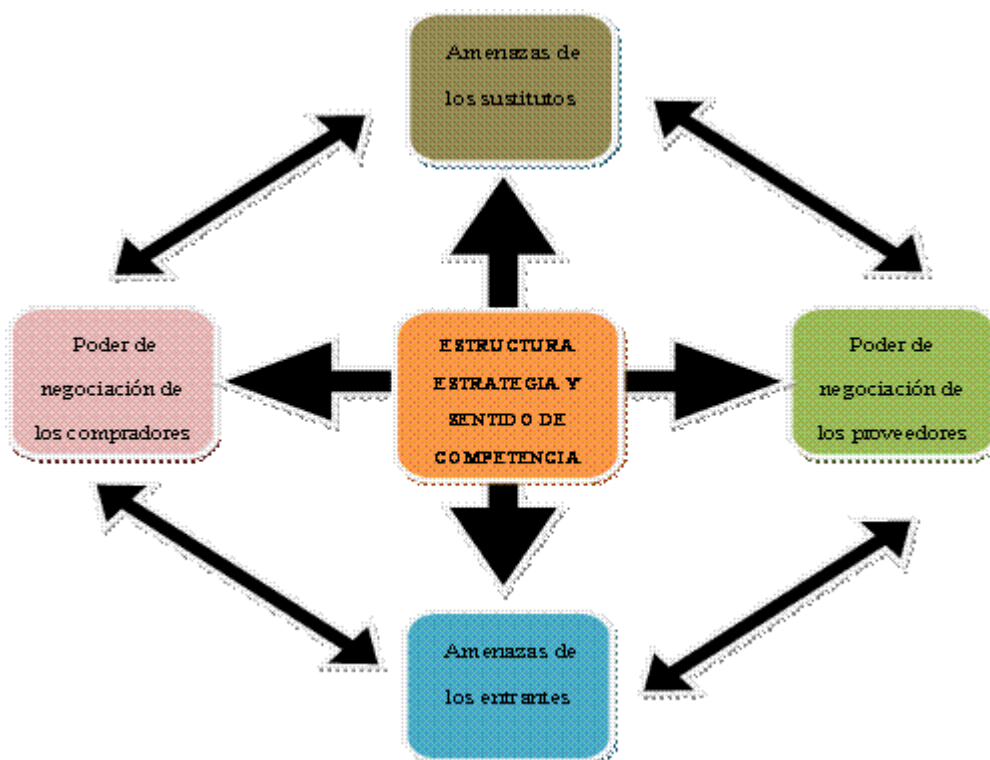 Amenazas de
los sustitutos
Poder de
negociación de
los compradores
ESTRUCTURA
ESTRATEGIA Y
SENTIDO DE
COMPETENCIA
Poder de
negociación de
los proveedores
Amenazas de
los entrantes